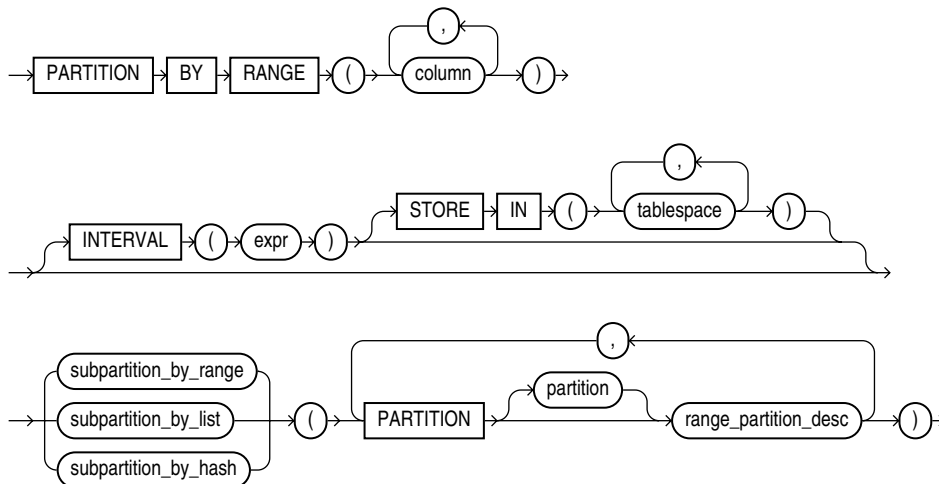 ,
PARTITION BY RANGE ( column )
,
STORE IN ( tablespace )
INTERVAL ( expr )
,
subpartition_by_range
partition
subpartition_by_list ( PARTITION range_partition_desc )
subpartition_by_hash